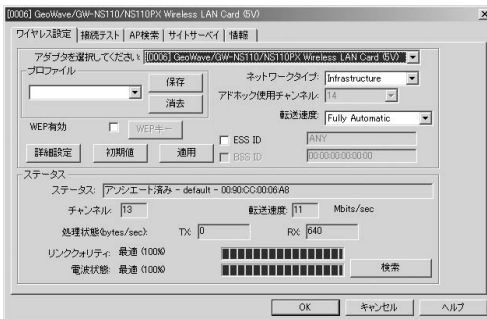 [0006] GeoWave/GW-NS110/NS110PX Wireless LAN Card (5V)
ワイヤレス設定 接続テスト AP検索 サイトサーベイ 情報
アダプタを選択してください: [0006] GeoWave/GW-NS110/NS110PX Wireless LAN Card (5V)
プロファイル
保存
消去
ネットワークタイプ: Infrastructure
アドホック使用チャンネル: 14
転送速度: Fully Automatic
WEP有効 WEPキー
ESS ID ANY
詳細設定 初期値 適用
BSS ID 00:00:00:00:00:00
ステータス
ステータス: アソシエート済み - default - 00:90:CC:00:06:A8
チャンネル: 13 転送速度: 11 Mbits/sec
処理状態(bytes/sec): TX: 0 RX: 640
リンククォリティ: 最適 (100%)
電波状態: 最適 (100%) 検索
OK キャンセル ヘルプ